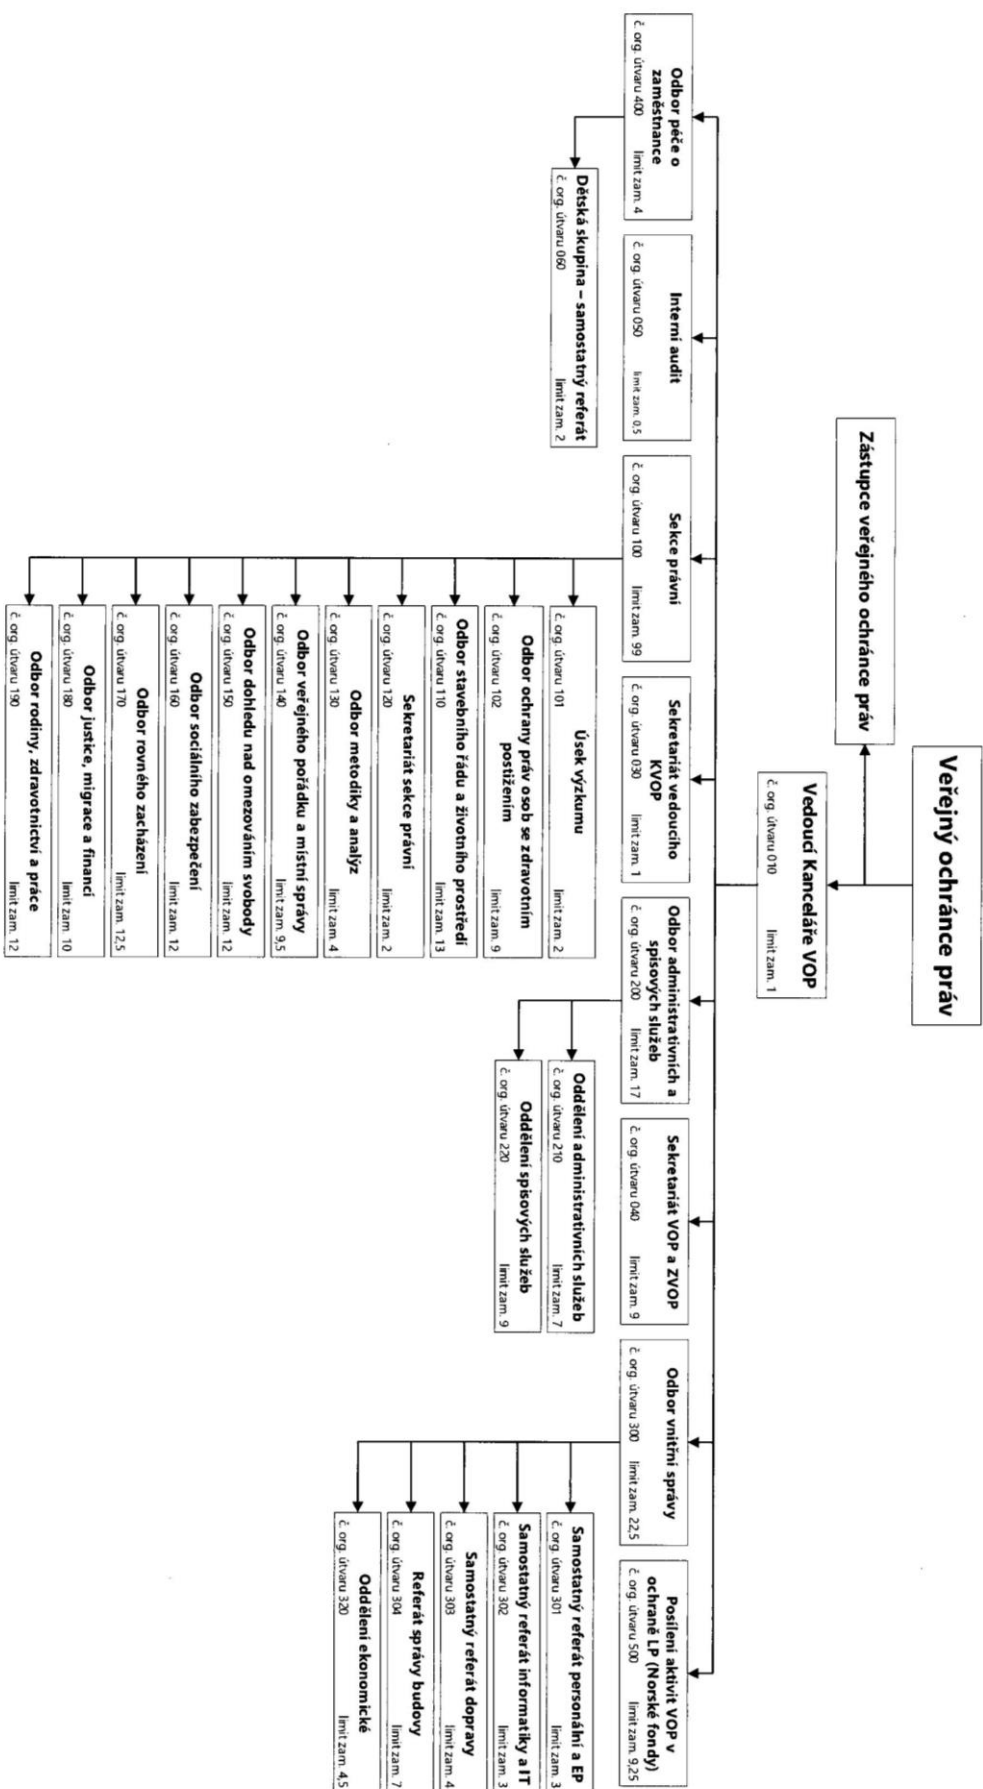 Veřejný ochránce práv
Zástupce veřejného ochránce práv
Vedoucí Kanceláře VOP
č. org. útvaru 010 limit zam. 1
Odbor péče o
zaměstnance
č. org. útvaru 400 limit zam. 4
Dětská skupina – samostatný referát
č. org. útvaru 060 limit zam. 2
Interní audit
č. org. útvaru 050 limit zam. 0,5
Sekce právní
č. org. útvaru 100 limit zam. 99
Úsek výzkumu
č. org. útvaru 101 limit zam. 2
Odbor ochrany práv osob se zdravotním
postižením
č. org. útvaru 102 limit zam. 9
Odbor stavebního řádu a životního prostředí
č. org. útvaru 110 limit zam. 13
Sekretariát sekce právní
č. org. útvaru 120 limit zam. 2
Odbor metodiky a analýz
č. org. útvaru 130 limit zam. 4
Odbor veřejného pořádku a místní správy
č. org. útvaru 140 limit zam. 9,5
Odbor dohledu nad omezováním svobody
č. org. útvaru 150 limit zam. 12
Odbor sociálního zabezpečení
č. org. útvaru 160 limit zam. 12
Odbor rovného zacházení
č. org. útvaru 170 limit zam. 12,5
Odbor justice, migrace a financí
č. org. útvaru 180 limit zam. 10
Odbor rodiny, zdravotnictví a práce
č. org. útvaru 190 limit zam. 12
Sekretariát vedoucího
KVOP
č. org. útvaru 030 limit zam. 1
Odbor administrativních a
spisových služeb
č. org. útvaru 200 limit zam. 17
Oddělení administrativních služeb
č. org. útvaru 210 limit zam. 7
Oddělení spisových služeb
č. org. útvaru 220 limit zam. 9
Sekretariát VOP a ZVOP
č. org. útvaru 040 limit zam. 9
Odbor vnitřní správy
č. org. útvaru 300 limit zam. 22,5
Samostatný referát personální a EP
č. org. útvaru 301 limit zam. 3
Samostatný referát informatiky a IT
č. org. útvaru 302 limit zam. 3
Samostatný referát dopravy
č. org. útvaru 303 limit zam. 4
Referát správy budovy
č. org. útvaru 304 limit zam. 7
Oddělení ekonomické
č. org. útvaru 320 limit zam. 4,5
Posílení aktivit VOP v
ochraně LP (Norské fondy)
č. org. útvaru 500 limit zam. 9,25